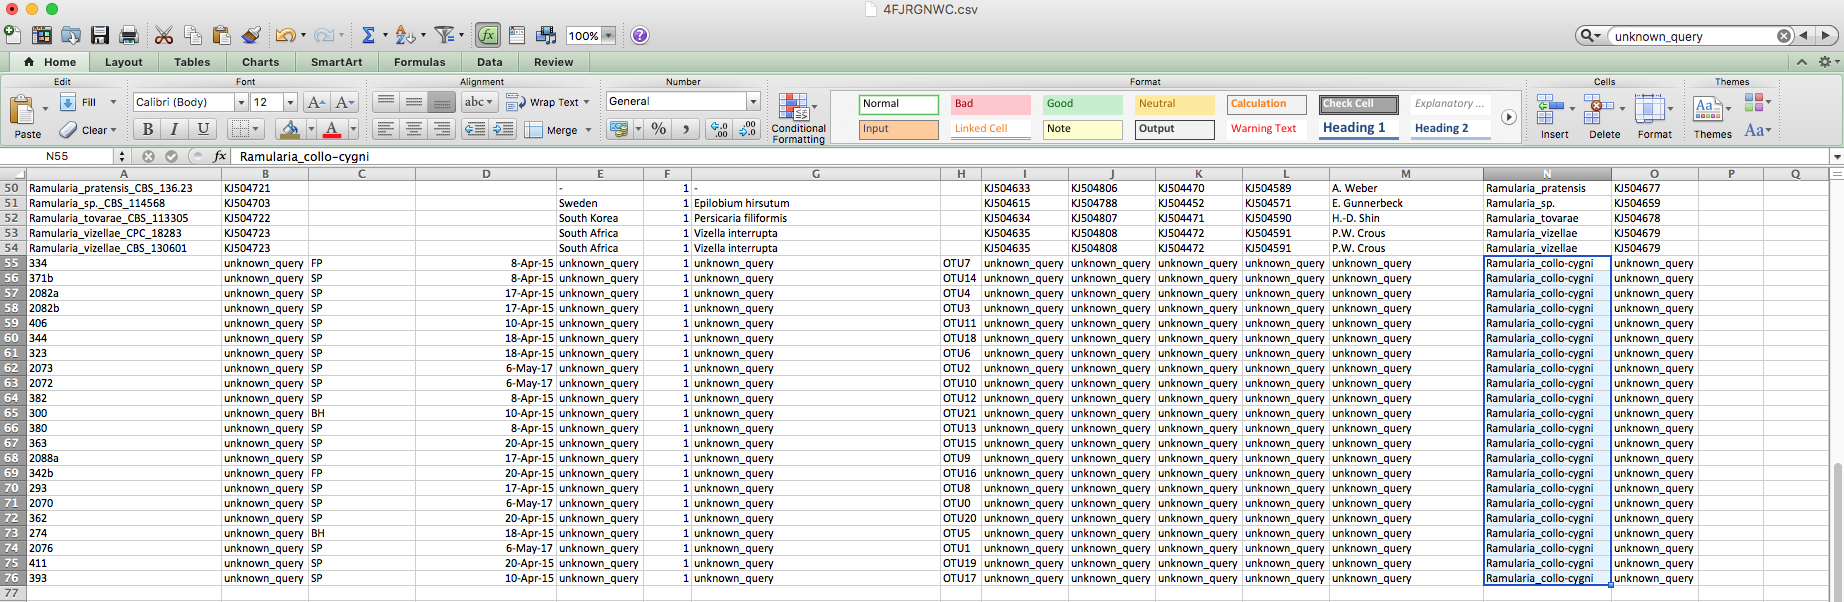 4FJRGNWC.csv
100% unknown_query
Home Layout Tables Charts SmartArt Formulas Data Review
Edit Font Alignment Number Format Cells Themes
Fill Calibri (Body) 12 A A abc Wrap Text General Normal Bad Good Neutral Calculation Check Cell Explanatory ...
Paste Clear B I U A Merge % Conditional Formatting Input Linked Cell Note Output Warning Text Heading 1 Heading 2 Insert Delete Format Themes Aa
N55 fx Ramularia_collo-cygni
A B C D E F G H I J K L M N O P Q
50 Ramularia_pratensis_CBS_136.23 KJ504721 - 1 - KJ504633 KJ504806 KJ504470 KJ504589 A. Weber Ramularia_pratensis KJ504677
51 Ramularia_sp._CBS_114568 KJ504703 Sweden 1 Epilobium hirsutum KJ504615 KJ504788 KJ504452 KJ504571 E. Gunnerbeck Ramularia_sp. KJ504659
52 Ramularia_tovarae_CBS_113305 KJ504722 South Korea 1 Persicaria filiformis KJ504634 KJ504807 KJ504471 KJ504590 H.-D. Shin Ramularia_tovarae KJ504678
53 Ramularia_vizellae_CPC_18283 KJ504723 South Africa 1 Vizella interrupta KJ504635 KJ504808 KJ504472 KJ504591 P.W. Crous Ramularia_vizellae KJ504679
54 Ramularia_vizellae_CBS_130601 KJ504723 South Africa 1 Vizella interrupta KJ504635 KJ504808 KJ504472 KJ504591 P.W. Crous Ramularia_vizellae KJ504679
55 334 unknown_query FP 8-Apr-15 unknown_query 1 unknown_query OTU7 unknown_query unknown_query unknown_query unknown_query unknown_query Ramularia_collo-cygni unknown_query
56 371b unknown_query SP 8-Apr-15 unknown_query 1 unknown_query OTU14 unknown_query unknown_query unknown_query unknown_query unknown_query Ramularia_collo-cygni unknown_query
57 2082a unknown_query SP 17-Apr-15 unknown_query 1 unknown_query OTU4 unknown_query unknown_query unknown_query unknown_query unknown_query Ramularia_collo-cygni unknown_query
58 2082b unknown_query SP 17-Apr-15 unknown_query 1 unknown_query OTU3 unknown_query unknown_query unknown_query unknown_query unknown_query Ramularia_collo-cygni unknown_query
59 406 unknown_query SP 10-Apr-15 unknown_query 1 unknown_query OTU11 unknown_query unknown_query unknown_query unknown_query unknown_query Ramularia_collo-cygni unknown_query
60 344 unknown_query SP 18-Apr-15 unknown_query 1 unknown_query OTU18 unknown_query unknown_query unknown_query unknown_query unknown_query Ramularia_collo-cygni unknown_query
61 323 unknown_query SP 18-Apr-15 unknown_query 1 unknown_query OTU6 unknown_query unknown_query unknown_query unknown_query unknown_query Ramularia_collo-cygni unknown_query
62 2073 unknown_query SP 6-May-17 unknown_query 1 unknown_query OTU2 unknown_query unknown_query unknown_query unknown_query unknown_query Ramularia_collo-cygni unknown_query
63 2072 unknown_query SP 6-May-17 unknown_query 1 unknown_query OTU10 unknown_query unknown_query unknown_query unknown_query unknown_query Ramularia_collo-cygni unknown_query
64 382 unknown_query SP 8-Apr-15 unknown_query 1 unknown_query OTU12 unknown_query unknown_query unknown_query unknown_query unknown_query Ramularia_collo-cygni unknown_query
65 300 unknown_query BH 10-Apr-15 unknown_query 1 unknown_query OTU21 unknown_query unknown_query unknown_query unknown_query unknown_query Ramularia_collo-cygni unknown_query
66 380 unknown_query SP 8-Apr-15 unknown_query 1 unknown_query OTU13 unknown_query unknown_query unknown_query unknown_query unknown_query Ramularia_collo-cygni unknown_query
67 363 unknown_query SP 20-Apr-15 unknown_query 1 unknown_query OTU15 unknown_query unknown_query unknown_query unknown_query unknown_query Ramularia_collo-cygni unknown_query
68 2088a unknown_query SP 17-Apr-15 unknown_query 1 unknown_query OTU9 unknown_query unknown_query unknown_query unknown_query unknown_query Ramularia_collo-cygni unknown_query
69 342b unknown_query FP 20-Apr-15 unknown_query 1 unknown_query OTU16 unknown_query unknown_query unknown_query unknown_query unknown_query Ramularia_collo-cygni unknown_query
70 293 unknown_query SP 17-Apr-15 unknown_query 1 unknown_query OTU8 unknown_query unknown_query unknown_query unknown_query unknown_query Ramularia_collo-cygni unknown_query
71 2070 unknown_query SP 6-May-17 unknown_query 1 unknown_query OTU0 unknown_query unknown_query unknown_query unknown_query unknown_query Ramularia_collo-cygni unknown_query
72 362 unknown_query SP 20-Apr-15 unknown_query 1 unknown_query OTU20 unknown_query unknown_query unknown_query unknown_query unknown_query Ramularia_collo-cygni unknown_query
73 274 unknown_query BH 18-Apr-15 unknown_query 1 unknown_query OTU5 unknown_query unknown_query unknown_query unknown_query unknown_query Ramularia_collo-cygni unknown_query
74 2076 unknown_query SP 6-May-17 unknown_query 1 unknown_query OTU1 unknown_query unknown_query unknown_query unknown_query unknown_query Ramularia_collo-cygni unknown_query
75 411 unknown_query SP 20-Apr-15 unknown_query 1 unknown_query OTU19 unknown_query unknown_query unknown_query unknown_query unknown_query Ramularia_collo-cygni unknown_query
76 393 unknown_query SP 10-Apr-15 unknown_query 1 unknown_query OTU17 unknown_query unknown_query unknown_query unknown_query unknown_query Ramularia_collo-cygni unknown_query
77